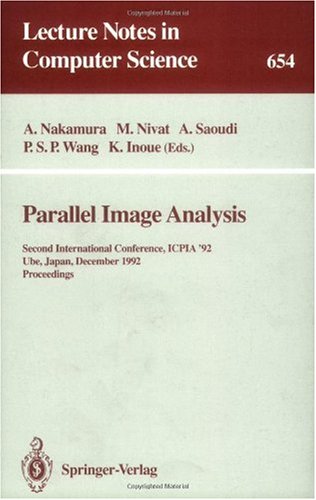 Lecture Notes in
Computer Science
654
A. Nakamura M. Nivat A. Saoudi
P. S. P. Wang K. Inoue (Eds.)
Parallel Image Analysis
Second International Conference, ICPIA '92
Ube, Japan, December 1992
Proceedings
Springer-Verlag